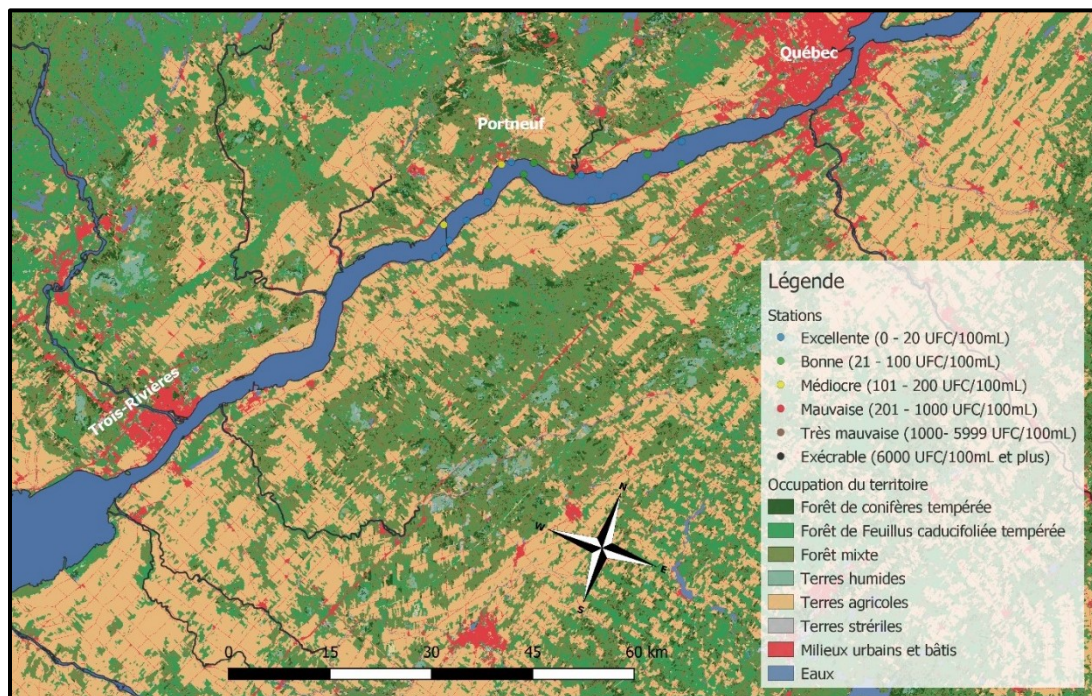 Québec
Portneuf
Trois-Rivières
Légende
Stations
Excellente (0 - 20 UFC/100mL)
Bonne (21 - 100 UFC/100mL)
Médiocre (101 - 200 UFC/100mL)
Mauvaise (201 - 1000 UFC/100mL)
Très mauvaise (1000- 5999 UFC/100mL)
Exécrable (6000 UFC/100mL et plus)
Occupation du territoire
Forêt de conifères tempérée
Forêt de Feuillus caducifoliée tempérée
Forêt mixte
Terres humides
Terres agricoles
Terres strériles
Milieux urbains et bâtis
Eaux
N
W
E
S
0 15 30 45 60 km